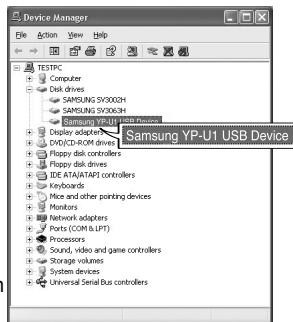 Device Manager
File Action View Help
TESTPC
Computer
Disk drives
SAMSUNG SV3002H
SAMSUNG SV3063H
Samsung YP-U1 USB Device
Samsung YP-U1 USB Device
Display adapters
DVD/CD-ROM drives
Floppy disk controllers
Floppy disk drives
IDE ATA/ATAPI controllers
Keyboards
Mice and other pointing devices
Monitors
Network adapters
Ports (COM & LPT)
Processors
Sound, video and game controllers
Storage volumes
System devices
Universal Serial Bus controllers